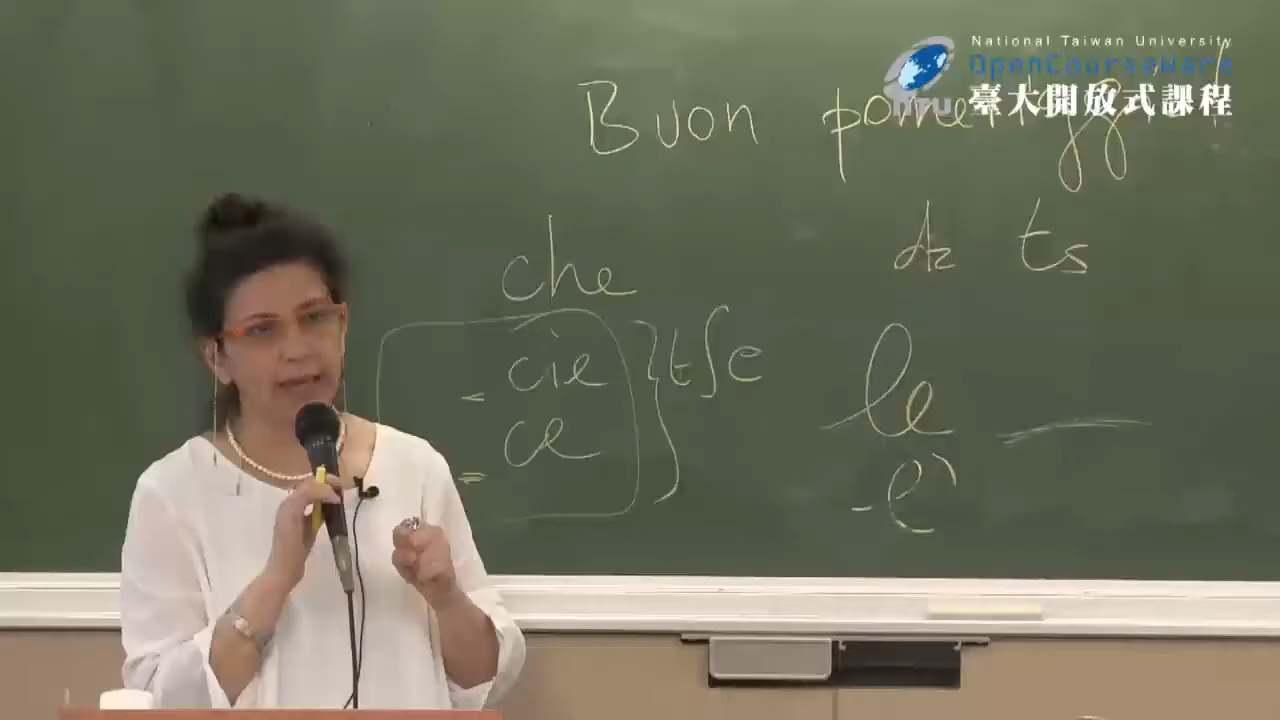 National Taiwan University
OpenCourseWare
臺大開放式課程
Buon
che
dz ts
cie
ce
} tʃe
le
-è